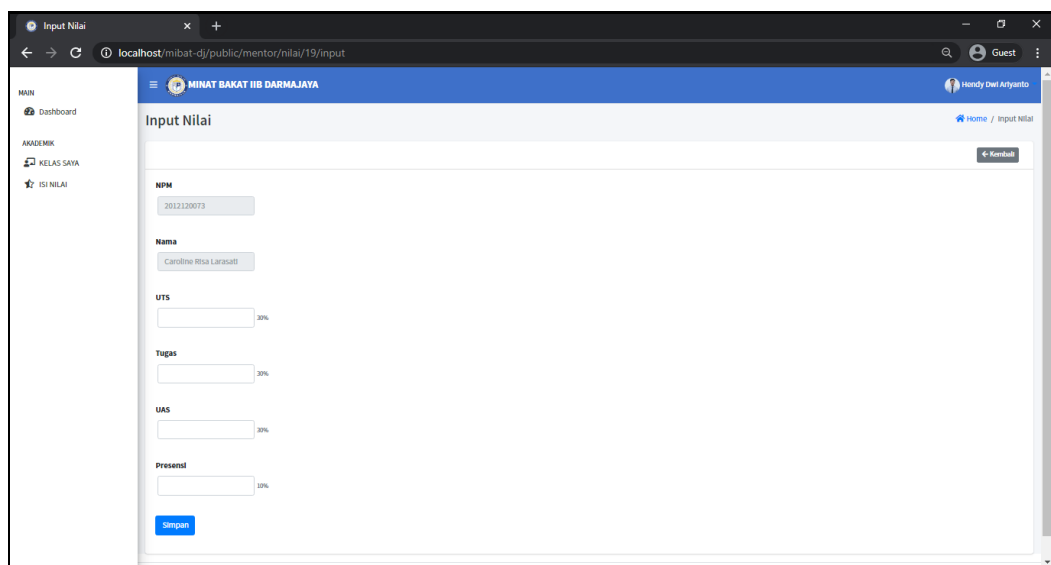 Input Nilai
localhost/mibat-dj/public/mentor/nilai/19/input
Guest
MAIN
Dashboard
AKADEMIK
KELAS SAYA
ISI NILAI
MINAT BAKAT IIB DARMAJAYA
Hendy Dwi Artyanto
Input Nilai
Home / Input Nilai
Kembali
NPM
2012120073
Nama
Caroline Risa Larasati
UTS
30%
Tugas
30%
UAS
30%
Presensi
10%
Simpan